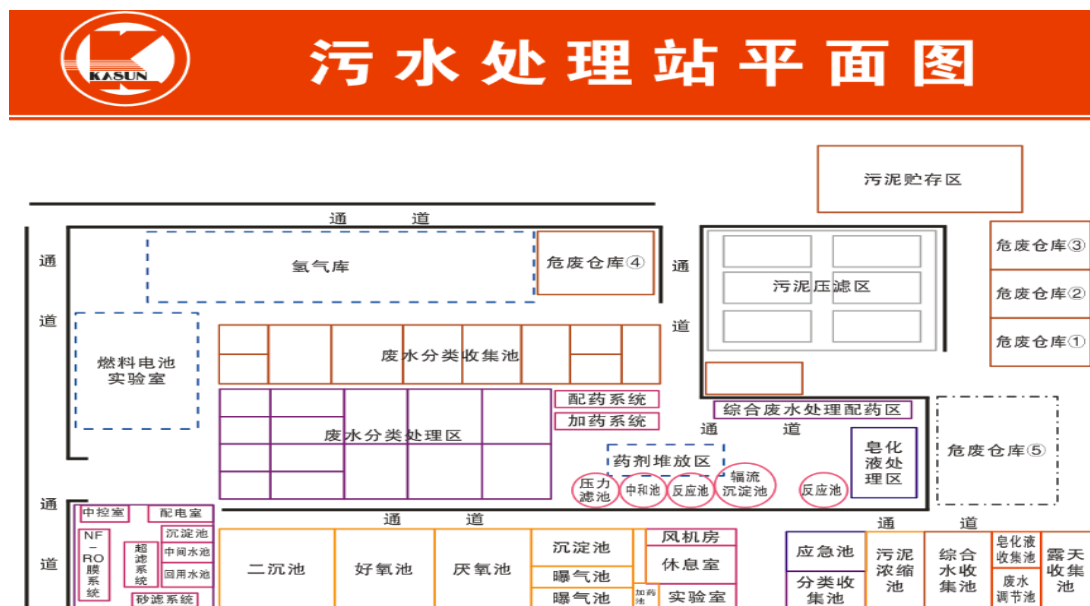 KASUN
污水处理站平面图
污泥贮存区
通 道
氢气库
危废仓库④
通
道
通
道
污泥压滤区
危废仓库③
危废仓库②
危废仓库①
燃料电池
实验室
废水分类收集池
废水分类处理区
配药系统
加药系统
综合废水处理配药区
通 道
药剂堆放区
压力
滤池
中和池
反应池
辐流
沉淀池
反应池
皂化
液处
理区
危废仓库⑤
通
道
中控室
配电室
NF
-
RO膜系统
超滤系统
沉淀池
中间水池
回用水池
砂滤系统
通 道
二沉池
好氧池
厌氧池
沉淀池
曝气池
曝气池
加药
池
风机房
休息室
实验室
通 道
应急池
分类收
集池
污泥
浓缩
池
综合
水收
集池
皂化液
收集池
废水
调节池
露天
收集
池